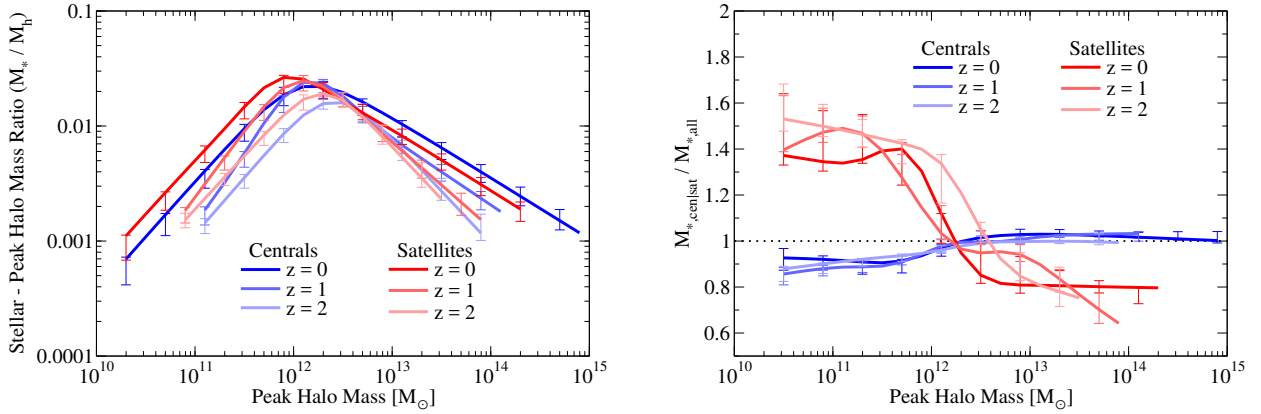 Stellar - Peak Halo Mass Ratio (M* / Mh)
0.1
0.01
0.001
0.0001
Centrals Satellites
z = 0 z = 0
z = 1 z = 1
z = 2 z = 2
10^10 10^11 10^12 10^13 10^14 10^15
Peak Halo Mass [M⊙]
M*,cen|sat / M*,all
2
1.8
1.6
1.4
1.2
1
0.8
0.6
Centrals Satellites
z = 0 z = 0
z = 1 z = 1
z = 2 z = 2
10^10 10^11 10^12 10^13 10^14 10^15
Peak Halo Mass [M⊙]